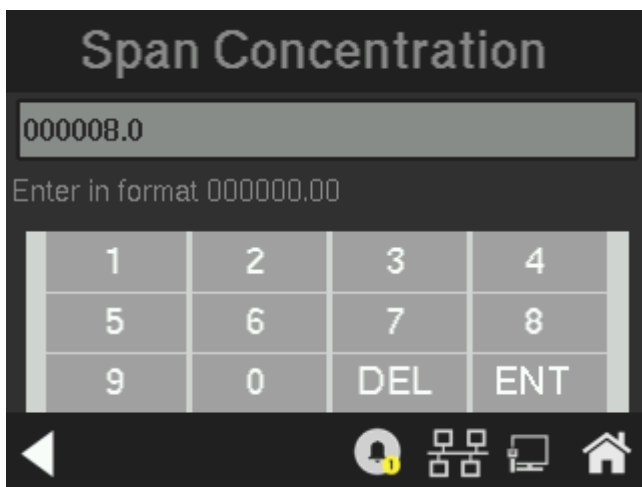 Span Concentration
000008.0
Enter in format 000000.00
1 2 3 4
5 6 7 8
9 0 DEL ENT
1